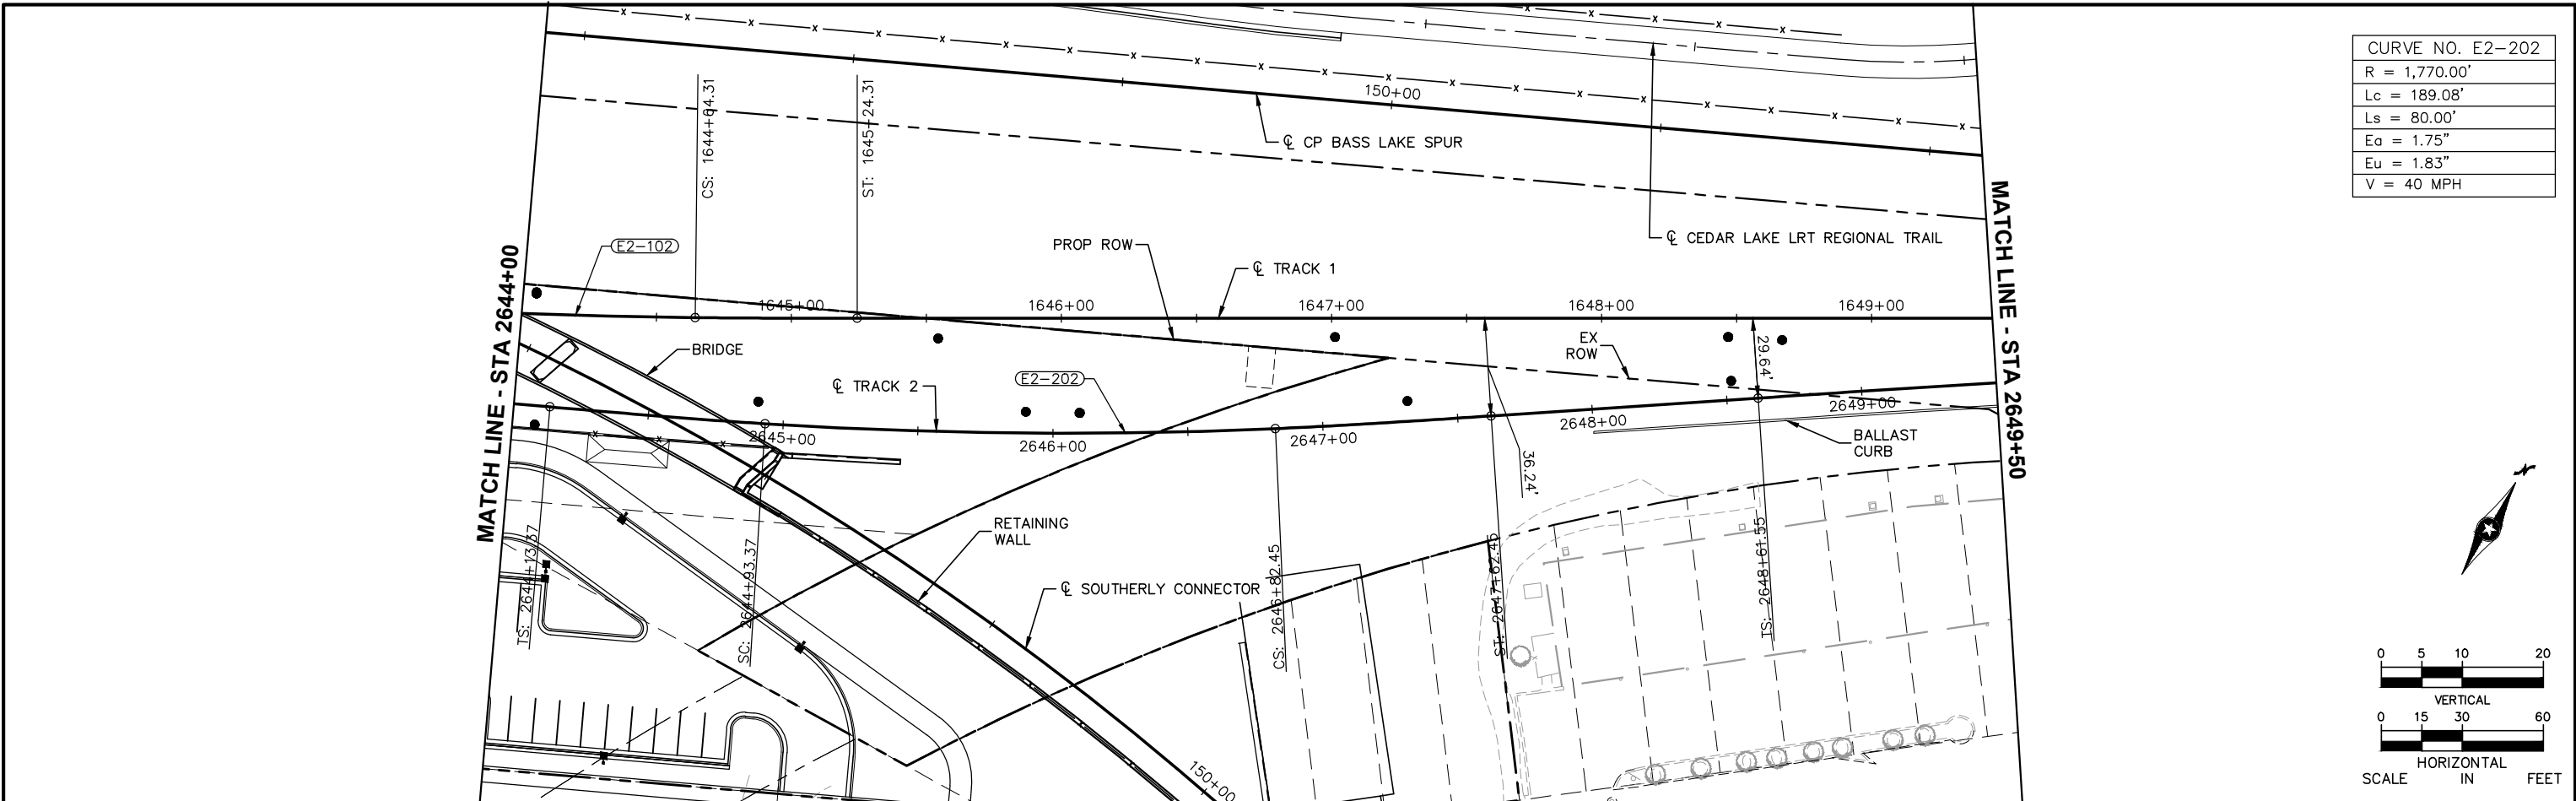 CURVE NO. E2-202
R = 1,770.00'
Lc = 189.08'
Ls = 80.00'
Ea = 1.75"
Eu = 1.83"
V = 40 MPH
CS: 1644+64.31
ST: 1645+24.31
150+00
℄ CP BASS LAKE SPUR
℄ CEDAR LAKE LRT REGIONAL TRAIL
MATCH LINE - STA 2644+00
MATCH LINE - STA 2649+50
E2-102
PROP ROW
℄ TRACK 1
1645+00
1646+00
1647+00
1648+00
1649+00
BRIDGE
EX
ROW
29.64'
℄ TRACK 2
E2-202
2645+00
2646+00
2647+00
2648+00
2649+00
BALLAST
CURB
36.24'
RETAINING
WALL
℄ SOUTHERLY CONNECTOR
TS: 2644+13.37
SC: 2644+93.37
CS: 2646+82.45
ST: 2647+62.45
TS: 2648+61.55
150+00
N
0 5 10 20
VERTICAL
0 15 30 60
HORIZONTAL
SCALE IN FEET